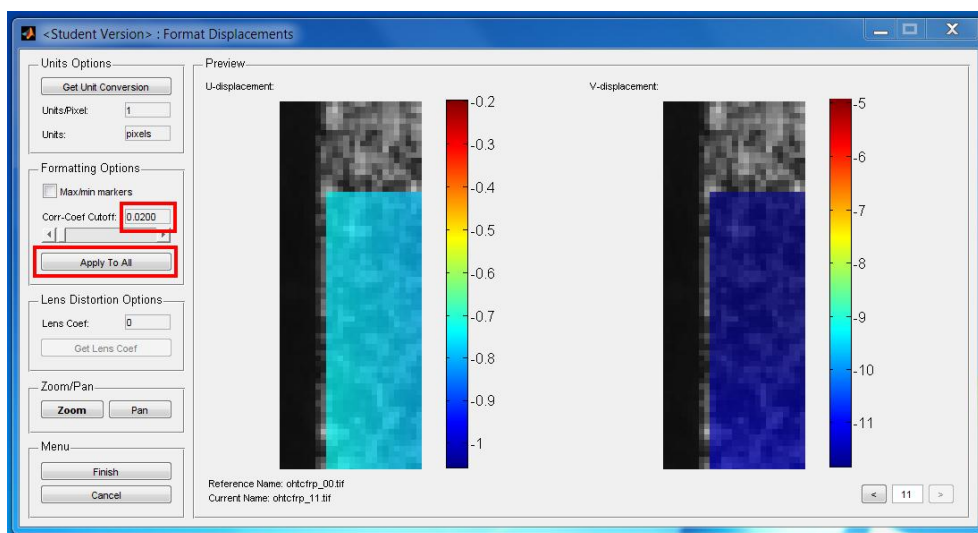 <Student Version> : Format Displacements
Units Options
Get Unit Conversion
Units/Pixel: 1
Units: pixels
Formatting Options
Max/min markers
Corr-Coef Cutoff: 0.0200
Apply To All
Lens Distortion Options
Lens Coef: 0
Get Lens Coef
Zoom/Pan
Zoom Pan
Menu
Finish
Cancel
Preview
U-displacement:
-0.2
-0.3
-0.4
-0.5
-0.6
-0.7
-0.8
-0.9
-1
Reference Name: ohtcfrp_00.tif
Current Name: ohtcfrp_11.tif
V-displacement:
-5
-6
-7
-8
-9
-10
-11
< 11 >